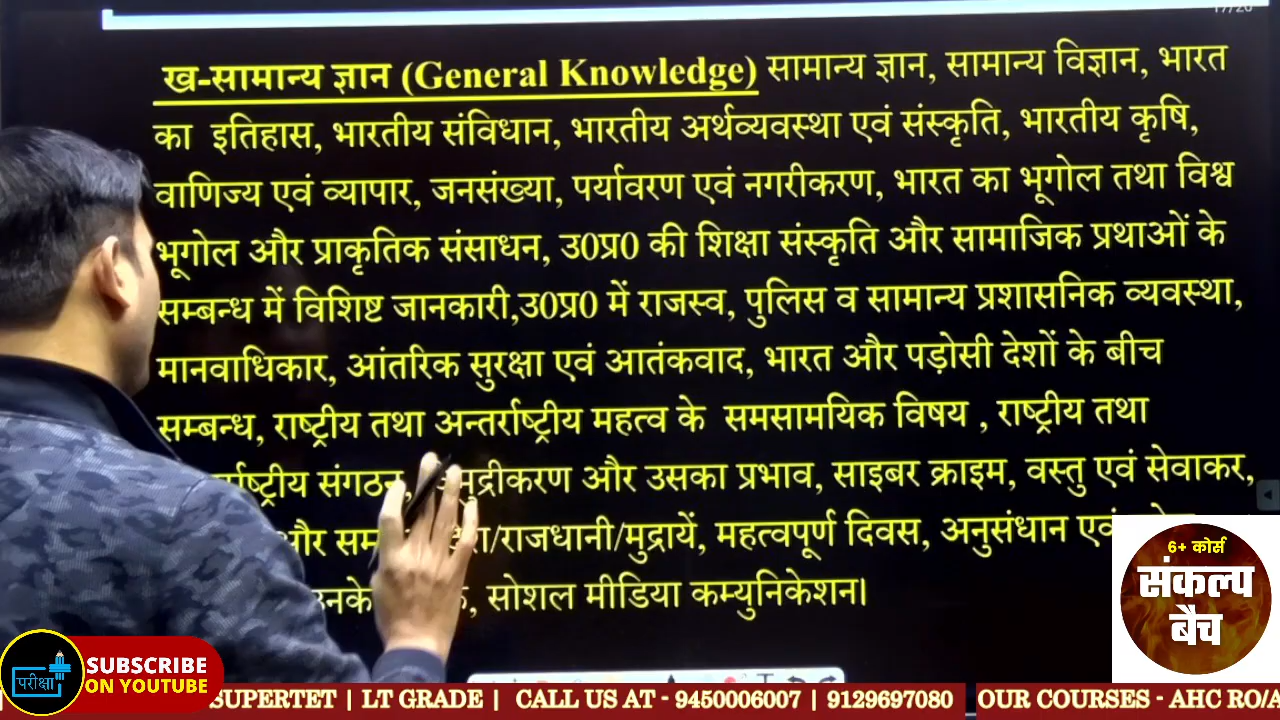 17/20
ख-सामान्य ज्ञान (General Knowledge) सामान्य ज्ञान, सामान्य विज्ञान, भारत
का इतिहास, भारतीय संविधान, भारतीय अर्थव्यवस्था एवं संस्कृति, भारतीय कृषि,
वाणिज्य एवं व्यापार, जनसंख्या, पर्यावरण एवं नगरीकरण, भारत का भूगोल तथा विश्व
भूगोल और प्राकृतिक संसाधन, उ0प्र0 की शिक्षा संस्कृति और सामाजिक प्रथाओं के
सम्बन्ध में विशिष्ट जानकारी,उ0प्र0 में राजस्व, पुलिस व सामान्य प्रशासनिक व्यवस्था,
मानवाधिकार, आंतरिक सुरक्षा एवं आतंकवाद, भारत और पड़ोसी देशों के बीच
सम्बन्ध, राष्ट्रीय तथा अन्तर्राष्ट्रीय महत्व के समसामयिक विषय , राष्ट्रीय तथा
संगठन, और उसका प्रभाव, साइबर क्राइम, वस्तु एवं सेवाकर,
और /राजधानी/मुद्रायें, महत्वपूर्ण दिवस, अनुसंधान एवं
सोशल मीडिया कम्युनिकेशन।
6+ कोर्स
संकल्प
बैच
परीक्षा
SUBSCRIBE
ON YOUTUBE
SUPERTET | LT GRADE | CALL US AT - 9450006007 | 9129697080 | OUR COURSES - AHC RO/A